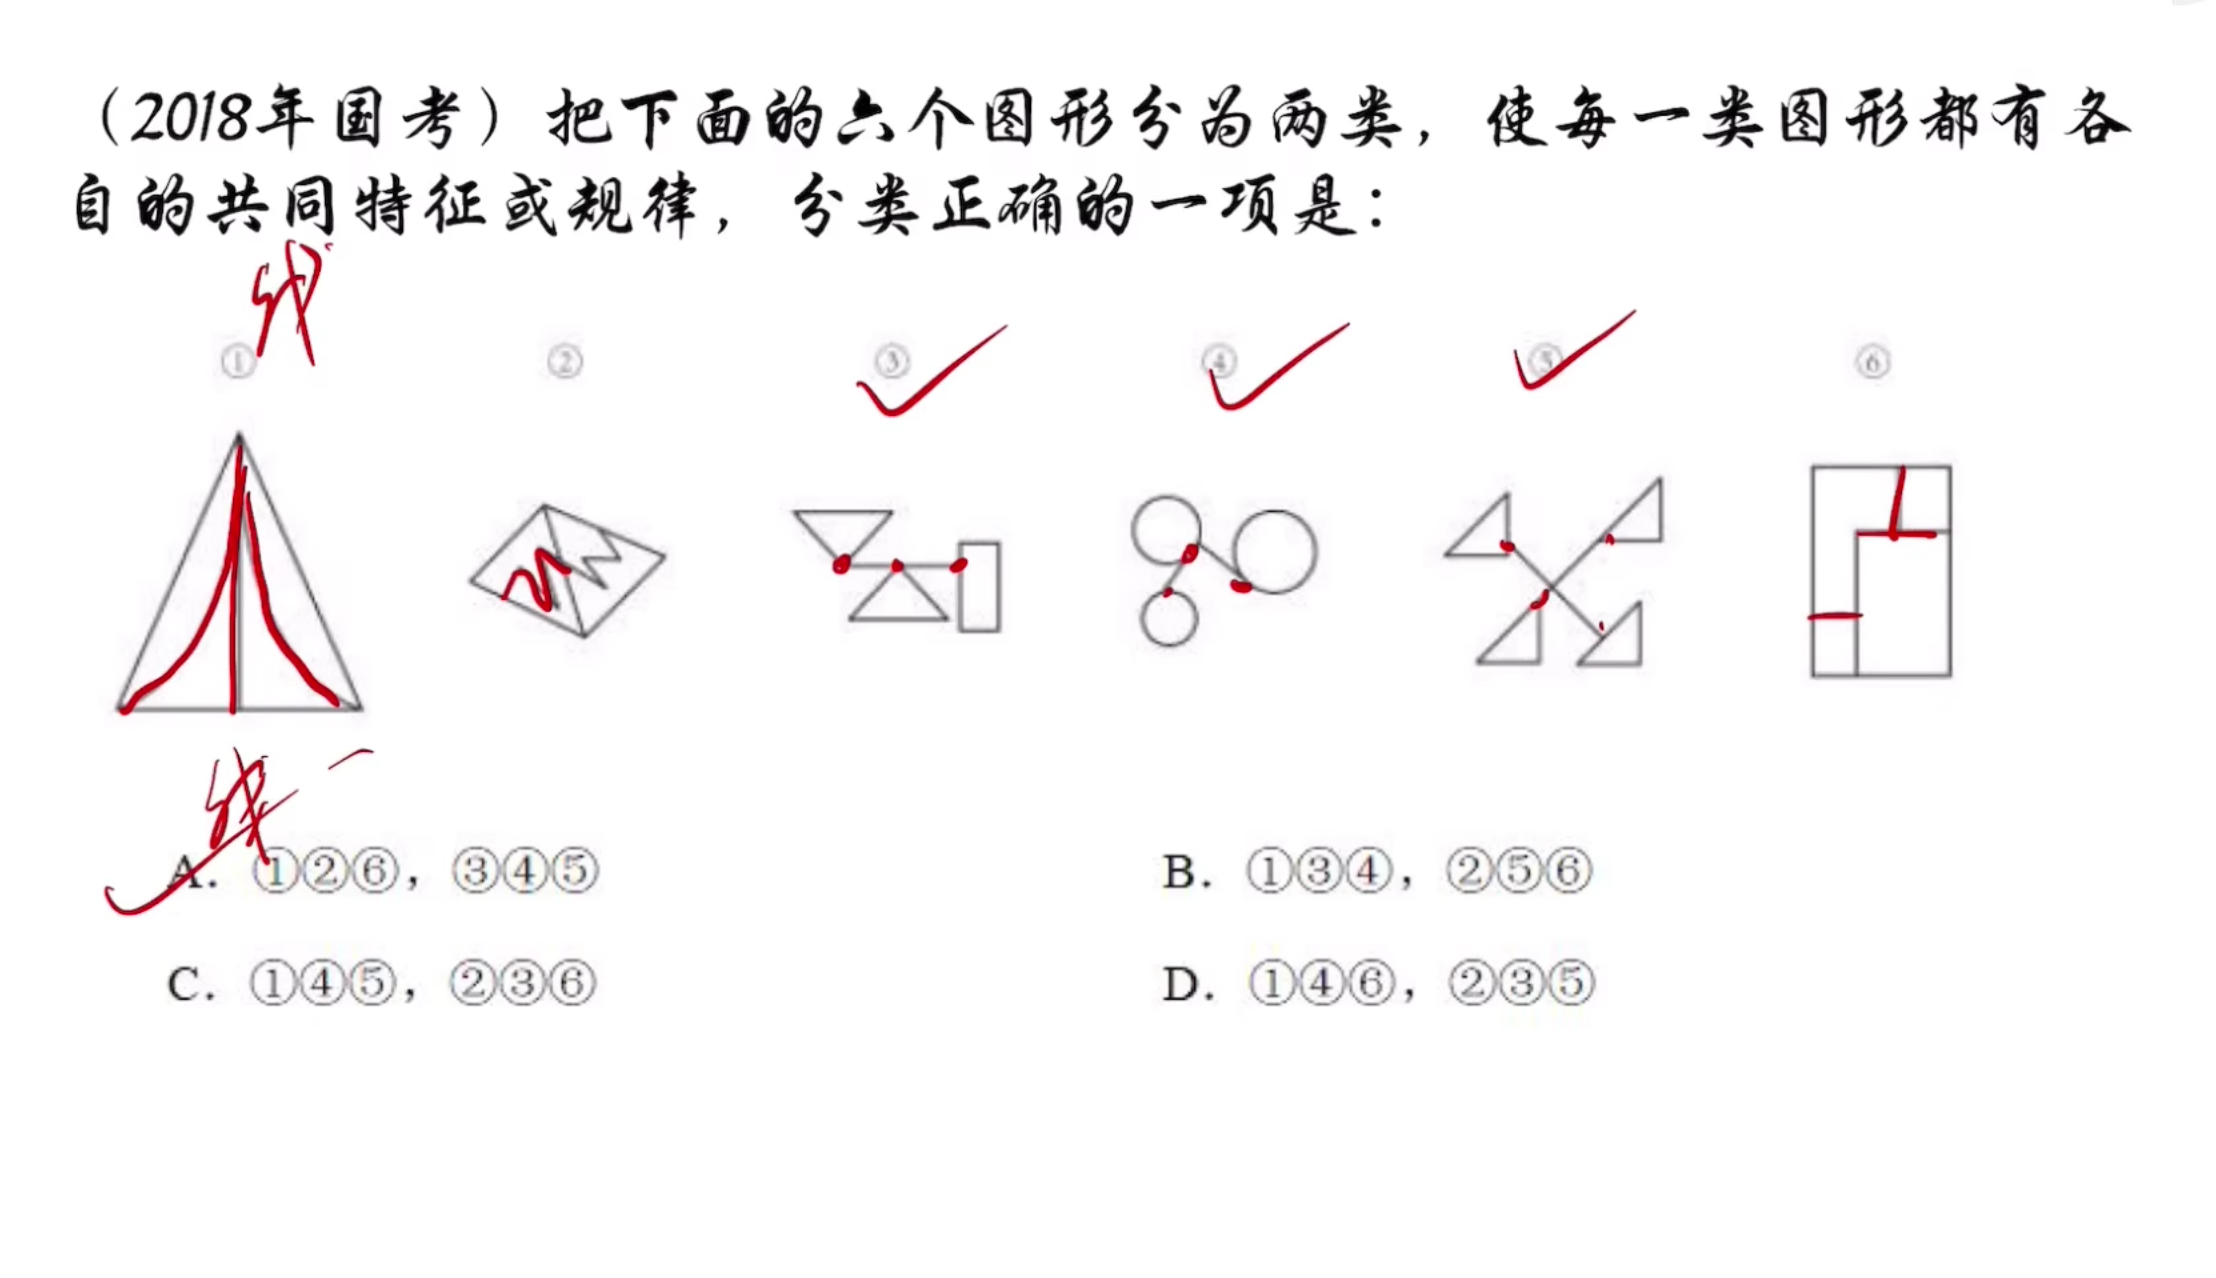 （2018年国考）把下面的六个图形分为两类，使每一类图形都有各
自的共同特征或规律，分类正确的一项是：
① ② ③ ④ ⑤ ⑥
线
A. ①②⑥，③④⑤ B. ①③④，②⑤⑥
C. ①④⑤，②③⑥ D. ①④⑥，②③⑤